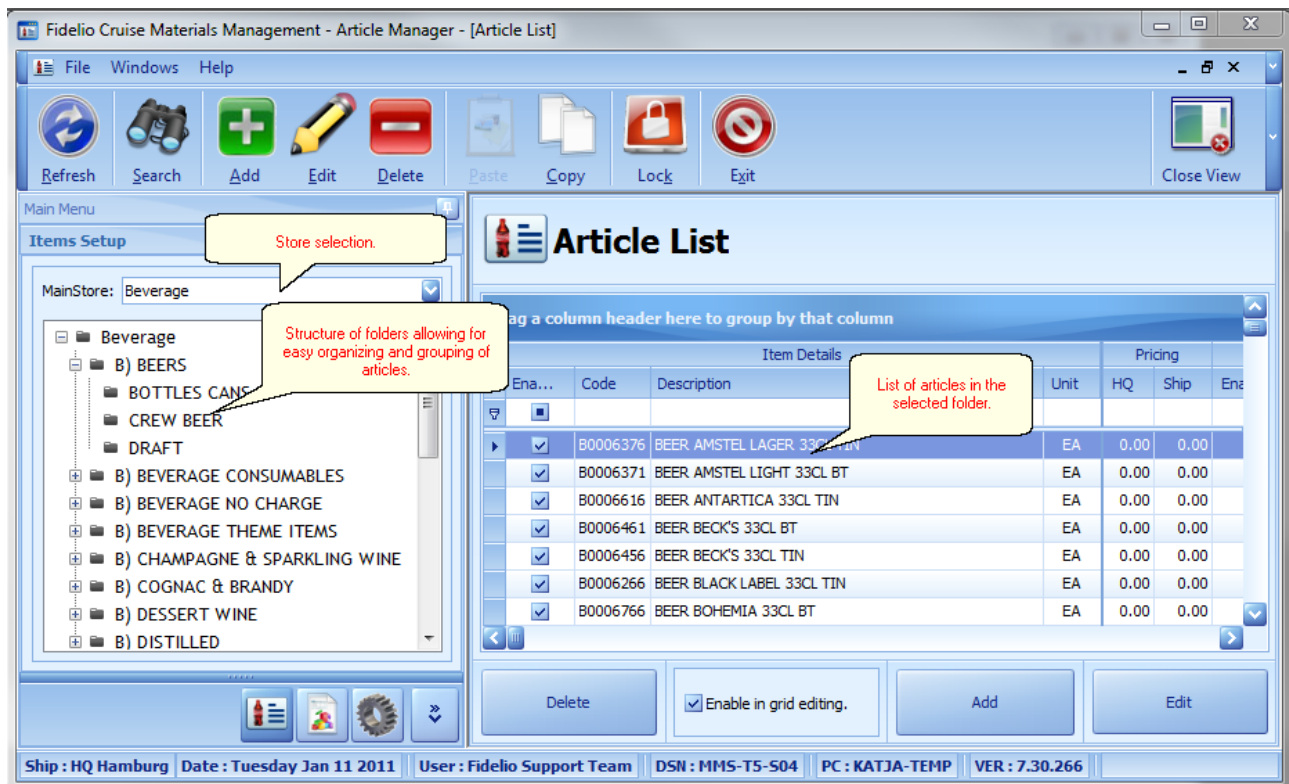 Fidelio Cruise Materials Management - Article Manager - [Article List]
File Windows Help
Refresh Search Add Edit Delete Paste Copy Lock Exit Close View
Main Menu
Items Setup
Store selection.
MainStore: Beverage
Structure of folders allowing for
easy organizing and grouping of
articles.
Beverage
B) BEERS
BOTTLES CANS
CREW BEER
DRAFT
B) BEVERAGE CONSUMABLES
B) BEVERAGE NO CHARGE
B) BEVERAGE THEME ITEMS
B) CHAMPAGNE & SPARKLING WINE
B) COGNAC & BRANDY
B) DESSERT WINE
B) DISTILLED
Article List
ag a column header here to group by that column
Item Details Pricing
Ena... Code Description Unit HQ Ship Ena
List of articles in the
selected folder.
B0006376 BEER AMSTEL LAGER 33CL TIN EA 0.00 0.00
B0006371 BEER AMSTEL LIGHT 33CL BT EA 0.00 0.00
B0006616 BEER ANTARTICA 33CL TIN EA 0.00 0.00
B0006461 BEER BECK'S 33CL BT EA 0.00 0.00
B0006456 BEER BECK'S 33CL TIN EA 0.00 0.00
B0006266 BEER BLACK LABEL 33CL TIN EA 0.00 0.00
B0006766 BEER BOHEMIA 33CL BT EA 0.00 0.00
Delete Enable in grid editing. Add Edit
Ship : HQ Hamburg Date : Tuesday Jan 11 2011 User : Fidelio Support Team DSN : MMS-T5-S04 PC : KATJA-TEMP VER : 7.30.266